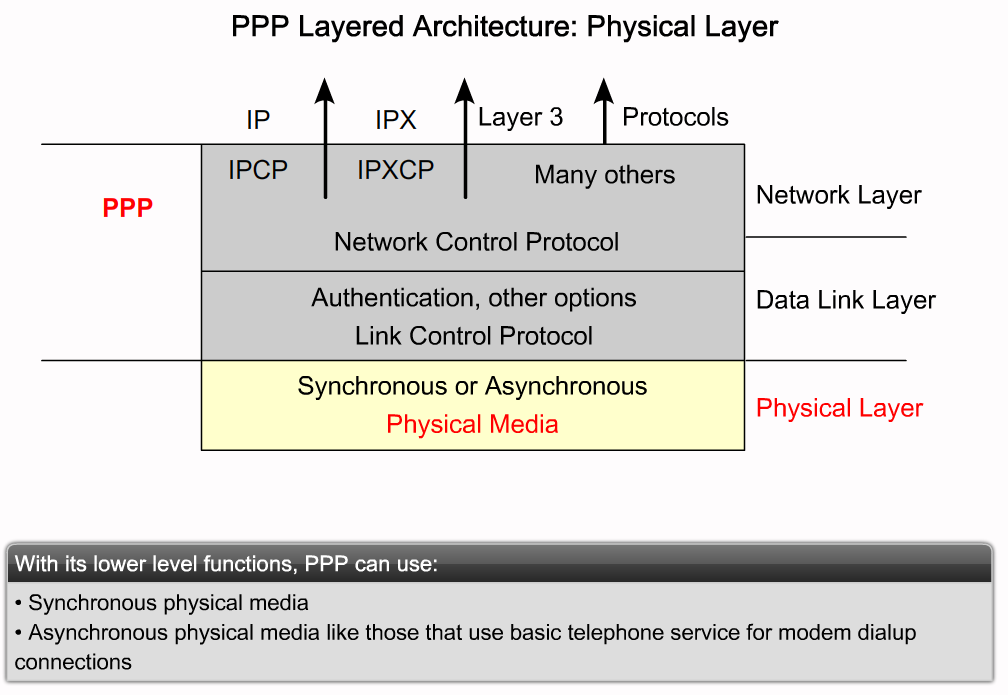 PPP Layered Architecture: Physical Layer
IP IPX Layer 3 Protocols
IPCP IPXCP Many others
PPP
Network Layer
Network Control Protocol
Authentication, other options
Data Link Layer
Link Control Protocol
Synchronous or Asynchronous
Physical Media
Physical Layer
With its lower level functions, PPP can use:
• Synchronous physical media
• Asynchronous physical media like those that use basic telephone service for modem dialup
connections